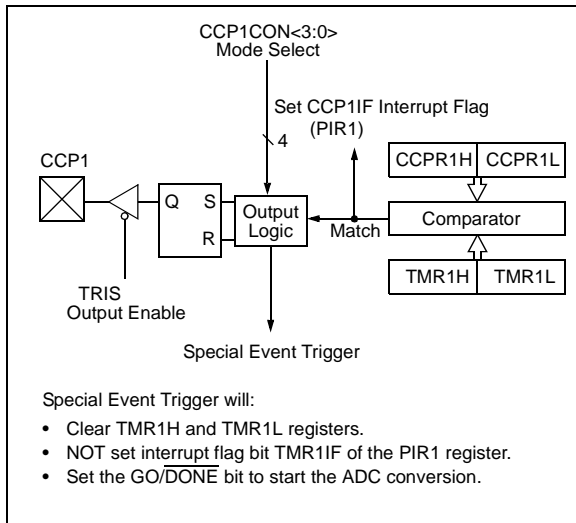 CCP1CON<3:0>
Mode Select
Set CCP1IF Interrupt Flag
(PIR1)
4
CCP1
CCPR1H CCPR1L
Q S
R
Output
Logic
Match
Comparator
TRIS
Output Enable
TMR1H TMR1L
Special Event Trigger
Special Event Trigger will:
• Clear TMR1H and TMR1L registers.
• NOT set interrupt flag bit TMR1IF of the PIR1 register.
• Set the GO/DONE bit to start the ADC conversion.